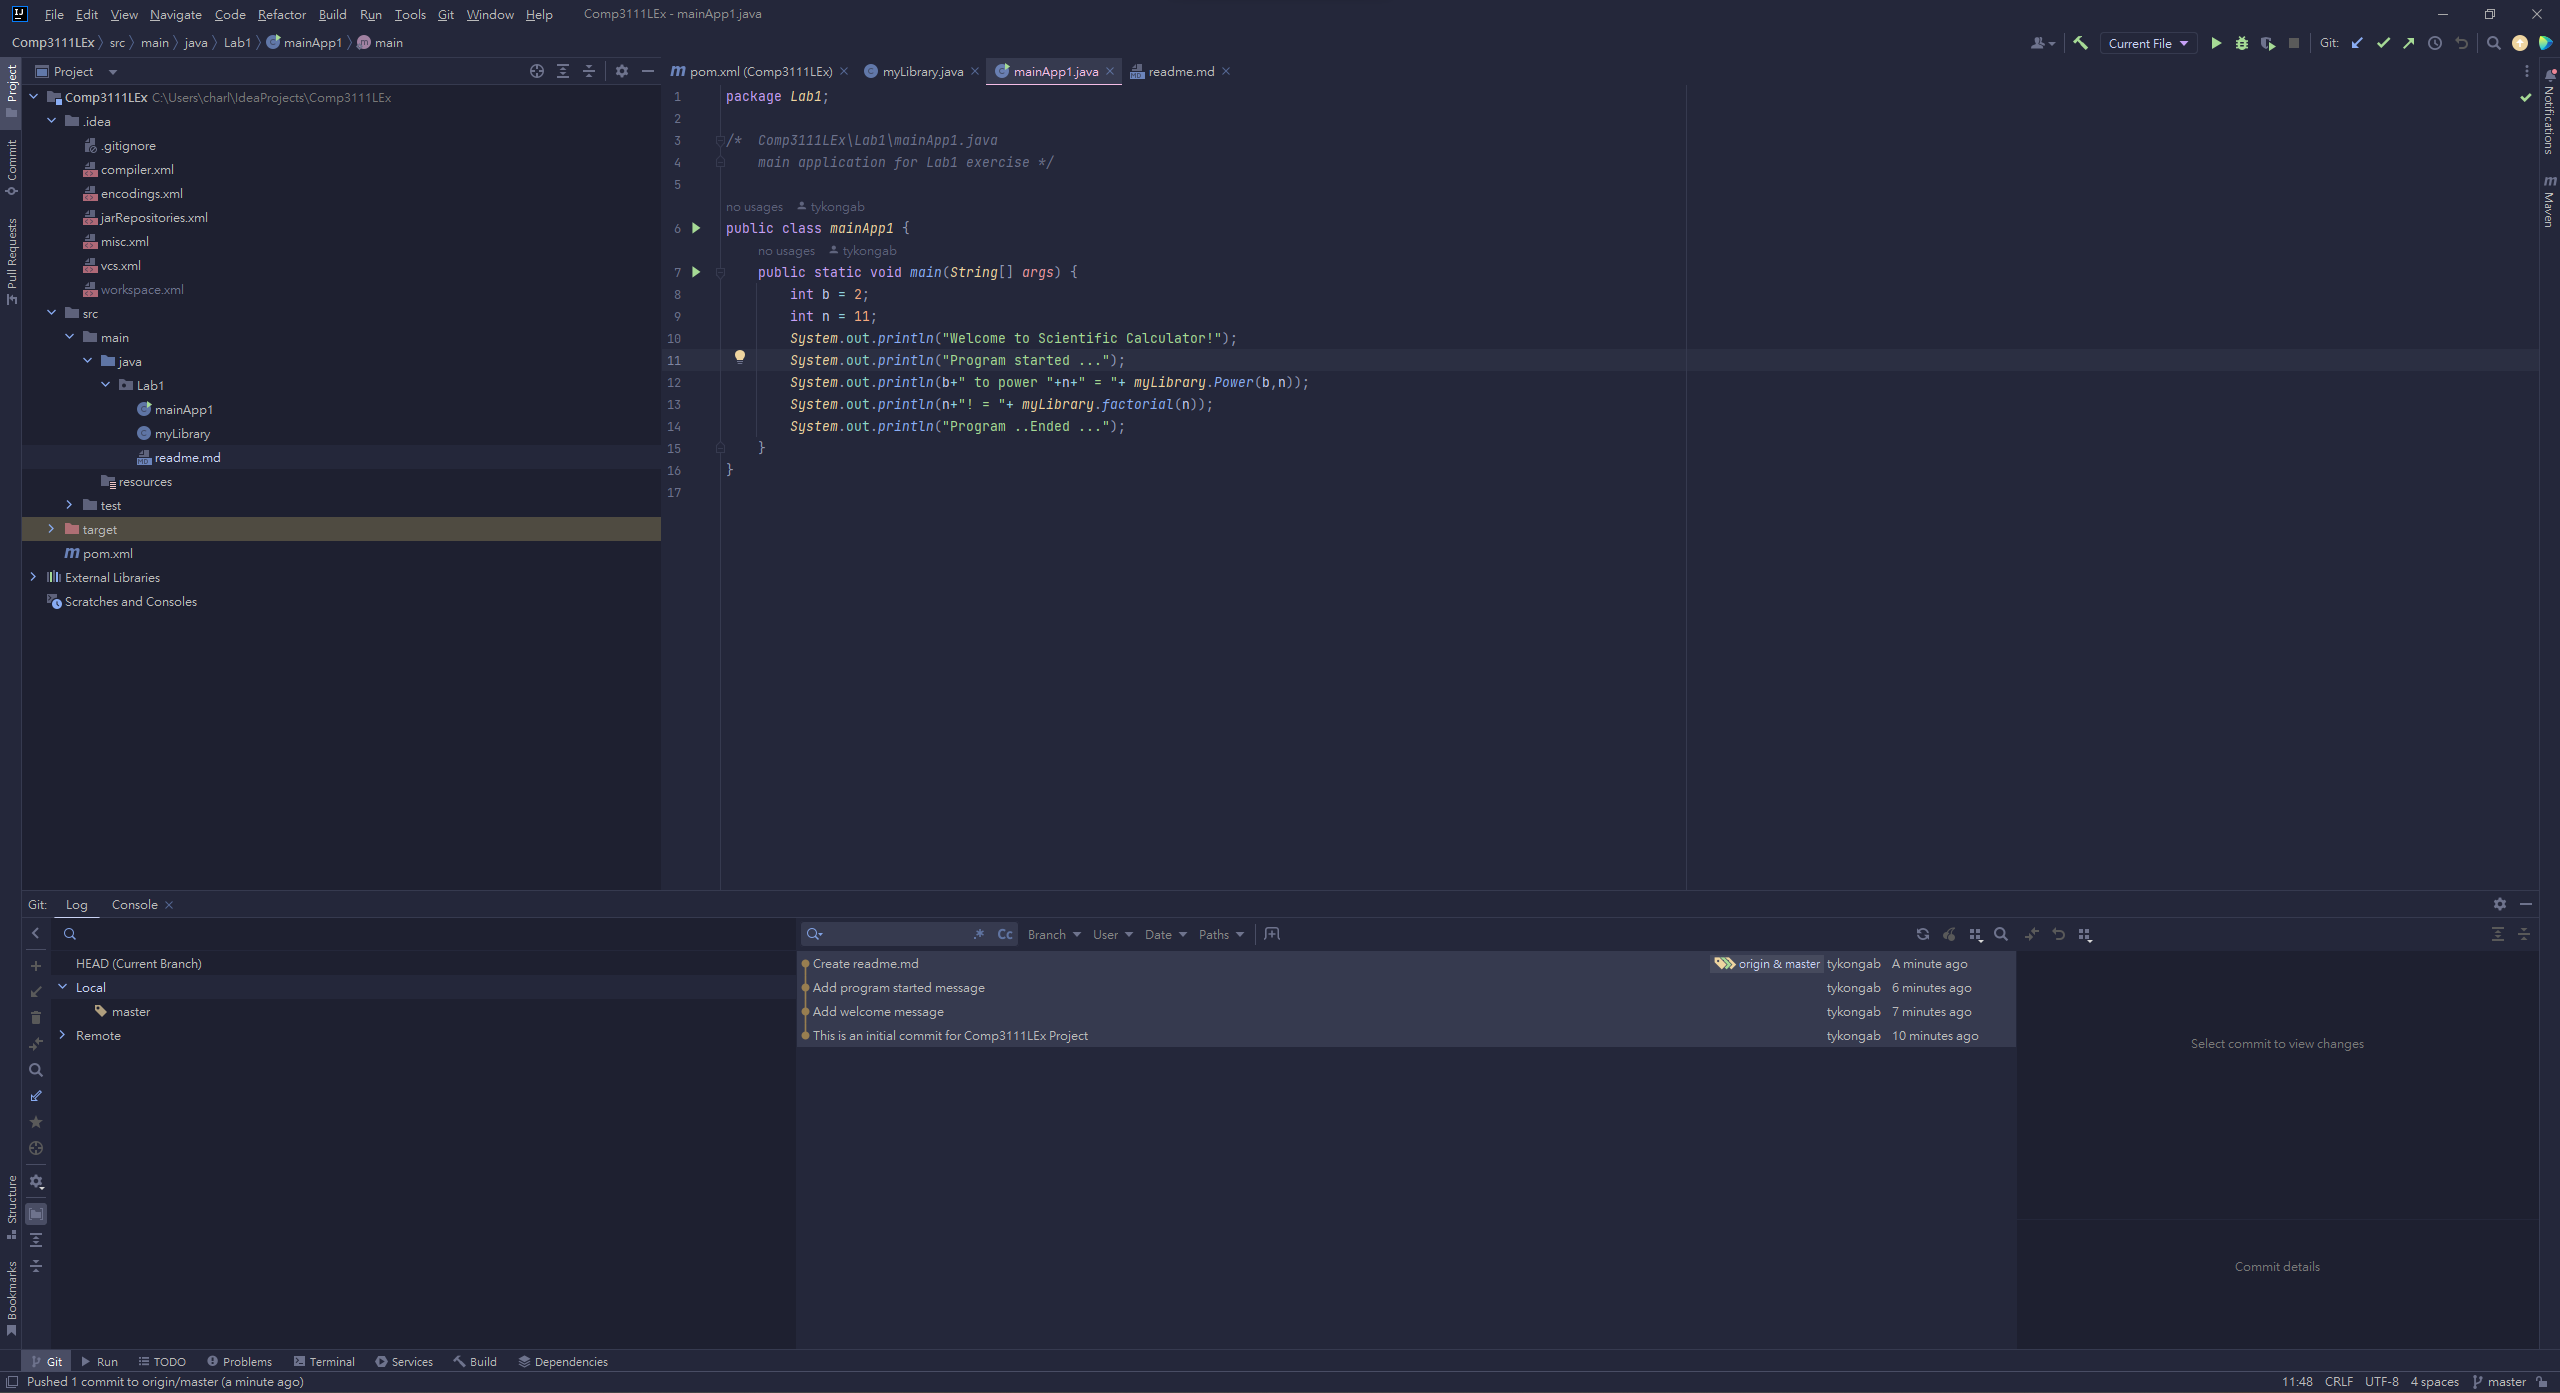 File Edit View Navigate Code Refactor Build Run Tools Git Window Help Comp3111LEx - mainApp1.java
Comp3111LEx src main java Lab1 mainApp1 main
Current File Git:
Project
pom.xml (Comp3111LEx) myLibrary.java mainApp1.java readme.md
Comp3111LEx C:\Users\charl\IdeaProjects\Comp3111LEx
.idea
.gitignore
compiler.xml
encodings.xml
jarRepositories.xml
misc.xml
vcs.xml
workspace.xml
src
main
java
Lab1
mainApp1
myLibrary
readme.md
resources
test
target
pom.xml
External Libraries
Scratches and Consoles
Project
Commit
Pull Requests
Structure
Bookmarks
1 package Lab1;
2
3 /* Comp3111LEx\Lab1\mainApp1.java
4 main application for Lab1 exercise */
5
no usages tykongab
6 public class mainApp1 {
no usages tykongab
7 public static void main(String[] args) {
8 int b = 2;
9 int n = 11;
10 System.out.println("Welcome to Scientific Calculator!");
11 System.out.println("Program started ...");
12 System.out.println(b+" to power "+n+" = "+ myLibrary.Power(b,n));
13 System.out.println(n+"! = "+ myLibrary.factorial(n));
14 System.out.println("Program ..Ended ...");
15 }
16 }
17
Notifications
Maven
Git: Log Console
.* Cc Branch User Date Paths
HEAD (Current Branch)
Local
master
Remote
Create readme.md origin & master tykongab A minute ago
Add program started message tykongab 6 minutes ago
Add welcome message tykongab 7 minutes ago
This is an initial commit for Comp3111LEx Project tykongab 10 minutes ago
Select commit to view changes
Commit details
Git Run TODO Problems Terminal Services Build Dependencies
Pushed 1 commit to origin/master (a minute ago) 11:48 CRLF UTF-8 4 spaces master